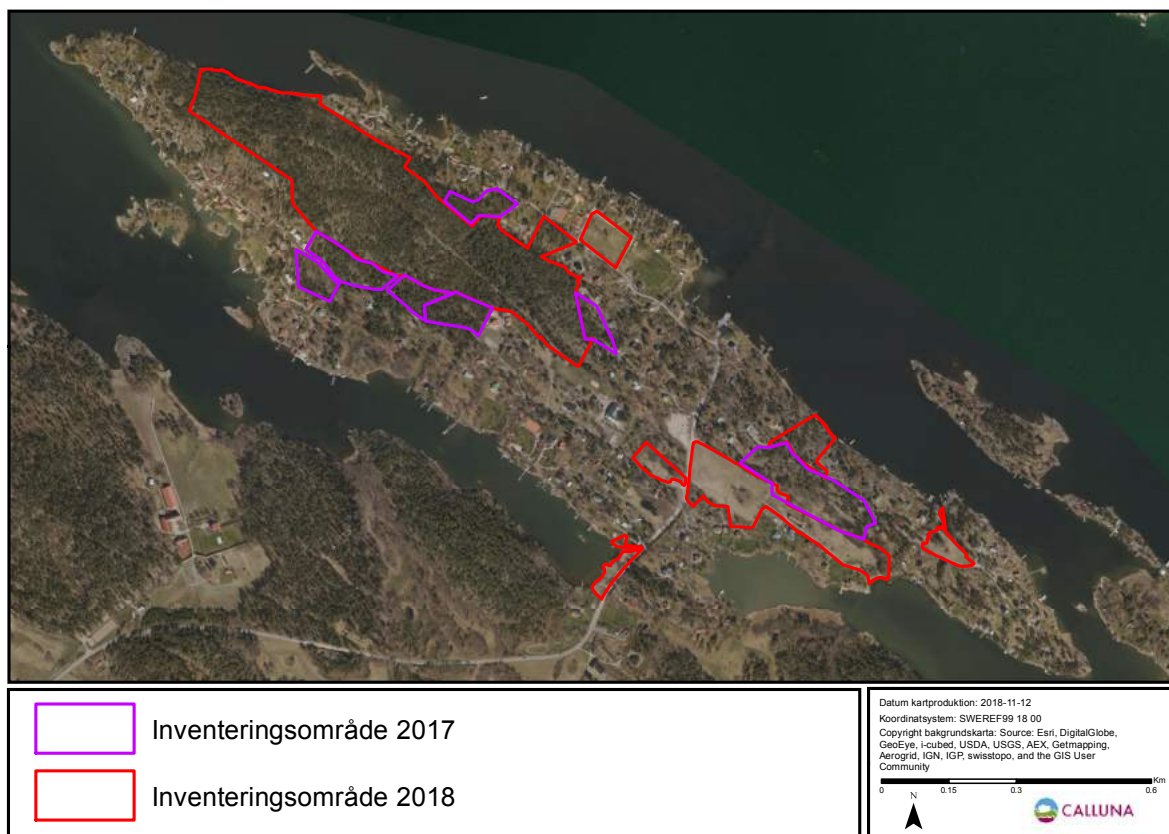 Inventeringsområde 2017
Inventeringsområde 2018
Datum kartproduktion: 2018-11-12
Koordinatsystem: SWEREF99 18 00
Copyright bakgrundskarta: Source: Esri, DigitalGlobe,
GeoEye, i-cubed, USDA, USGS, AEX, Getmapping,
Aerogrid, IGN, IGP, swisstopo, and the GIS User
Community
Km
0 0.15 0.3 0.6
N
CALLUNA